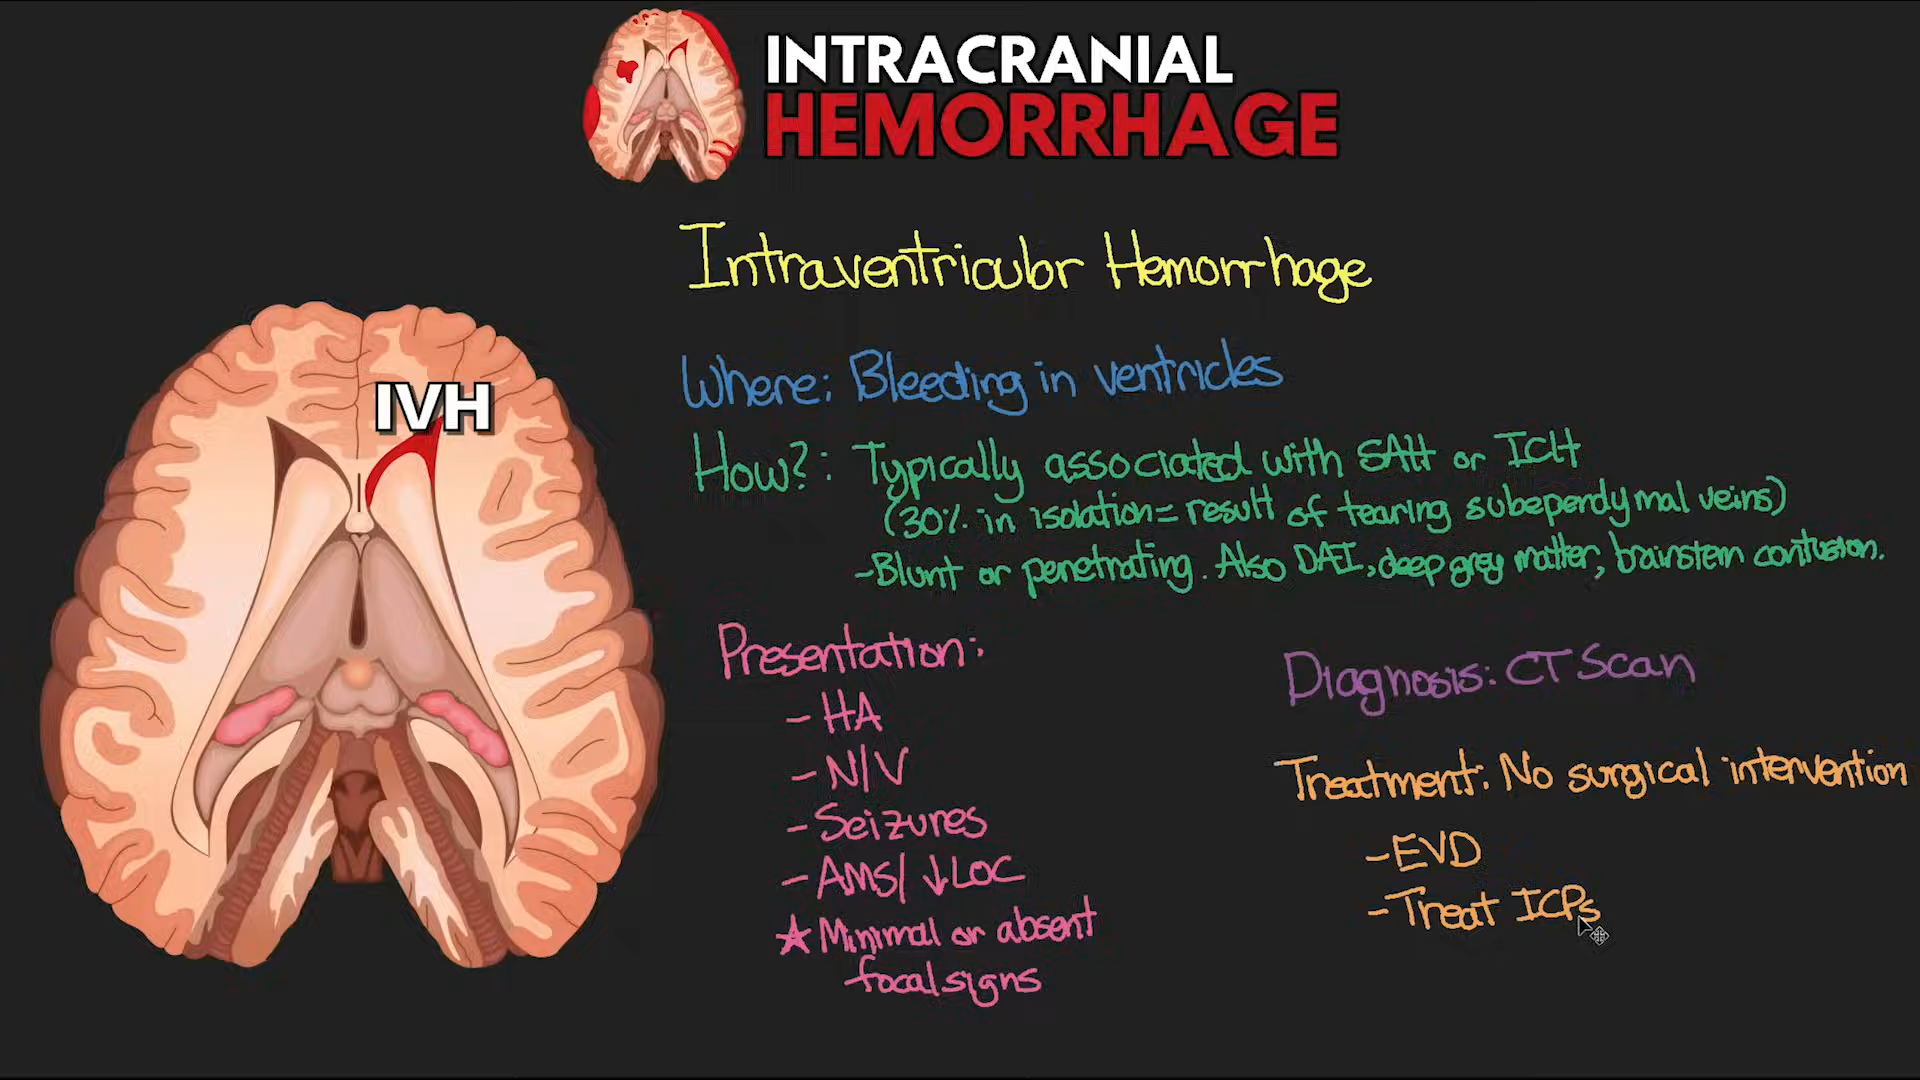 INTRACRANIAL
HEMORRHAGE
Intraventricular Hemorrhage
IVH
Where: Bleeding in ventricles
How?: Typically associated with SAH or ICH
(30% in isolation = result of tearing subependymal veins)
-Blunt or penetrating. Also DAI, deep grey matter, brainstem contusion.
Presentation:
- HA
- N/V
- Seizures
- AMS/ ↓LOC
★ Minimal or absent
focal signs
Diagnosis: CT Scan
Treatment: No surgical intervention
-EVD
-Treat ICPs